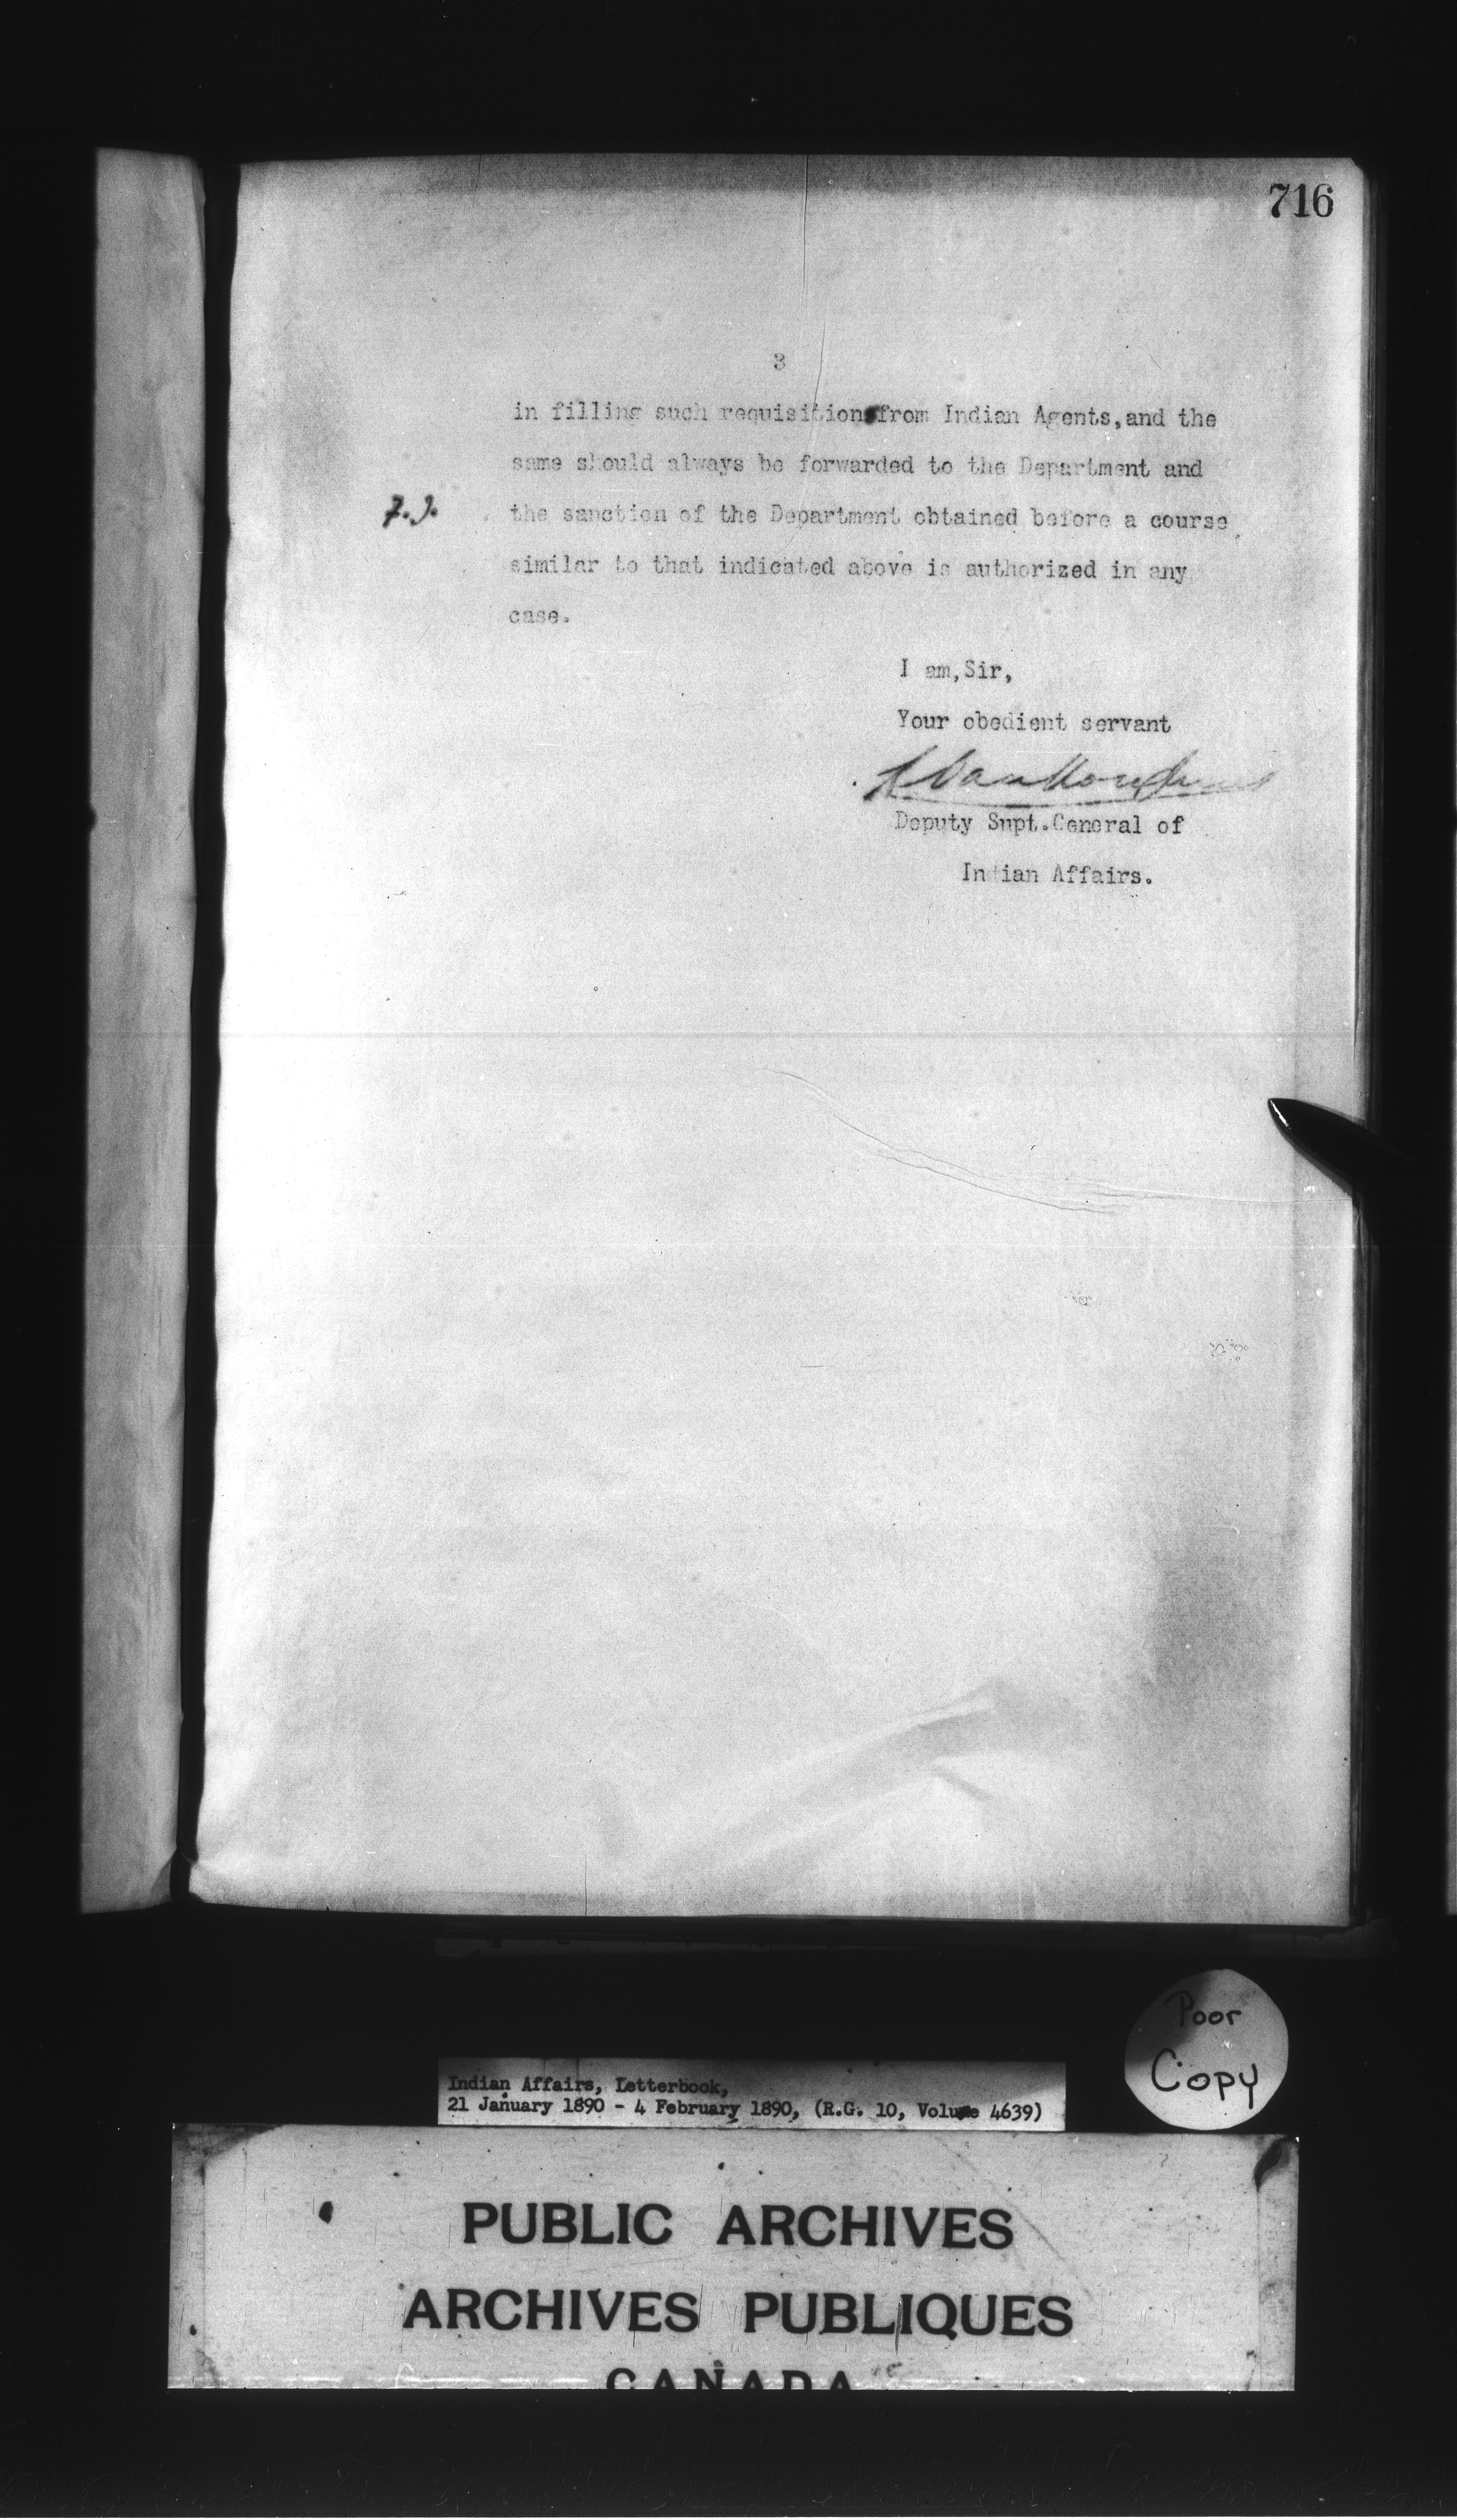 716
3
in filling such requisitions from Indian Agents,and the
same should always be forwarded to the Department and
the sanction of the Department obtained before a course
similar to that indicated above is authorized in any
case.
I am,Sir,
Your obedient servant
L Vankoughnet
Deputy Supt.General of
Indian Affairs.
Poor
Copy
Indian Affairs, Letterbook,
21 January 1890 - 4 February 1890, (R.G. 10, Volume 4639)
PUBLIC ARCHIVES
ARCHIVES PUBLIQUES
CANADA